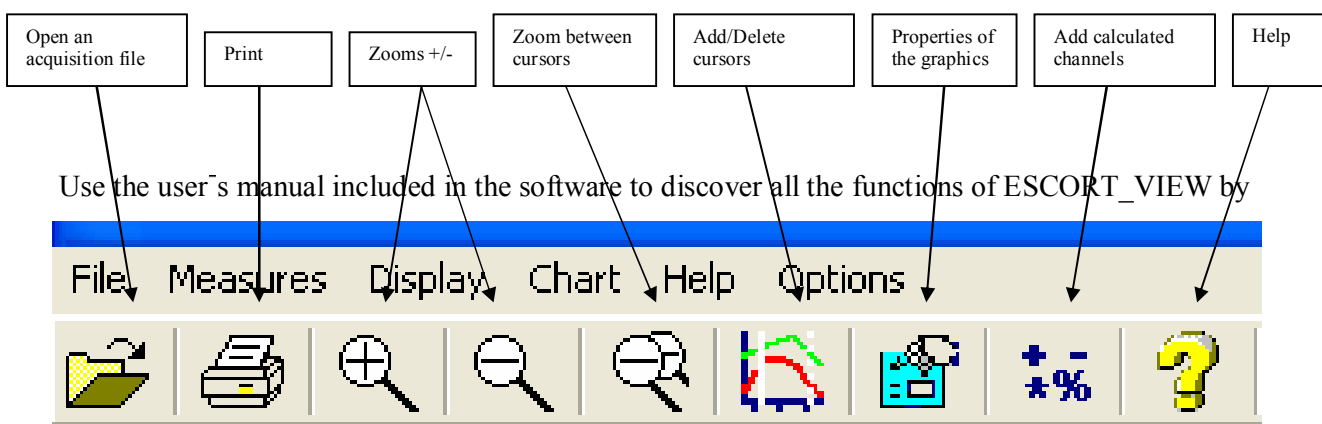 Open an
acquisition file
Print
Zooms +/-
Zoom between
cursors
Add/Delete
cursors
Properties of
the graphics
Add calculated
channels
Help
Use the user¯s manual included in the software to discover all the functions of ESCORT_VIEW by
File Measures Display Chart Help Options
+ -
*%
?